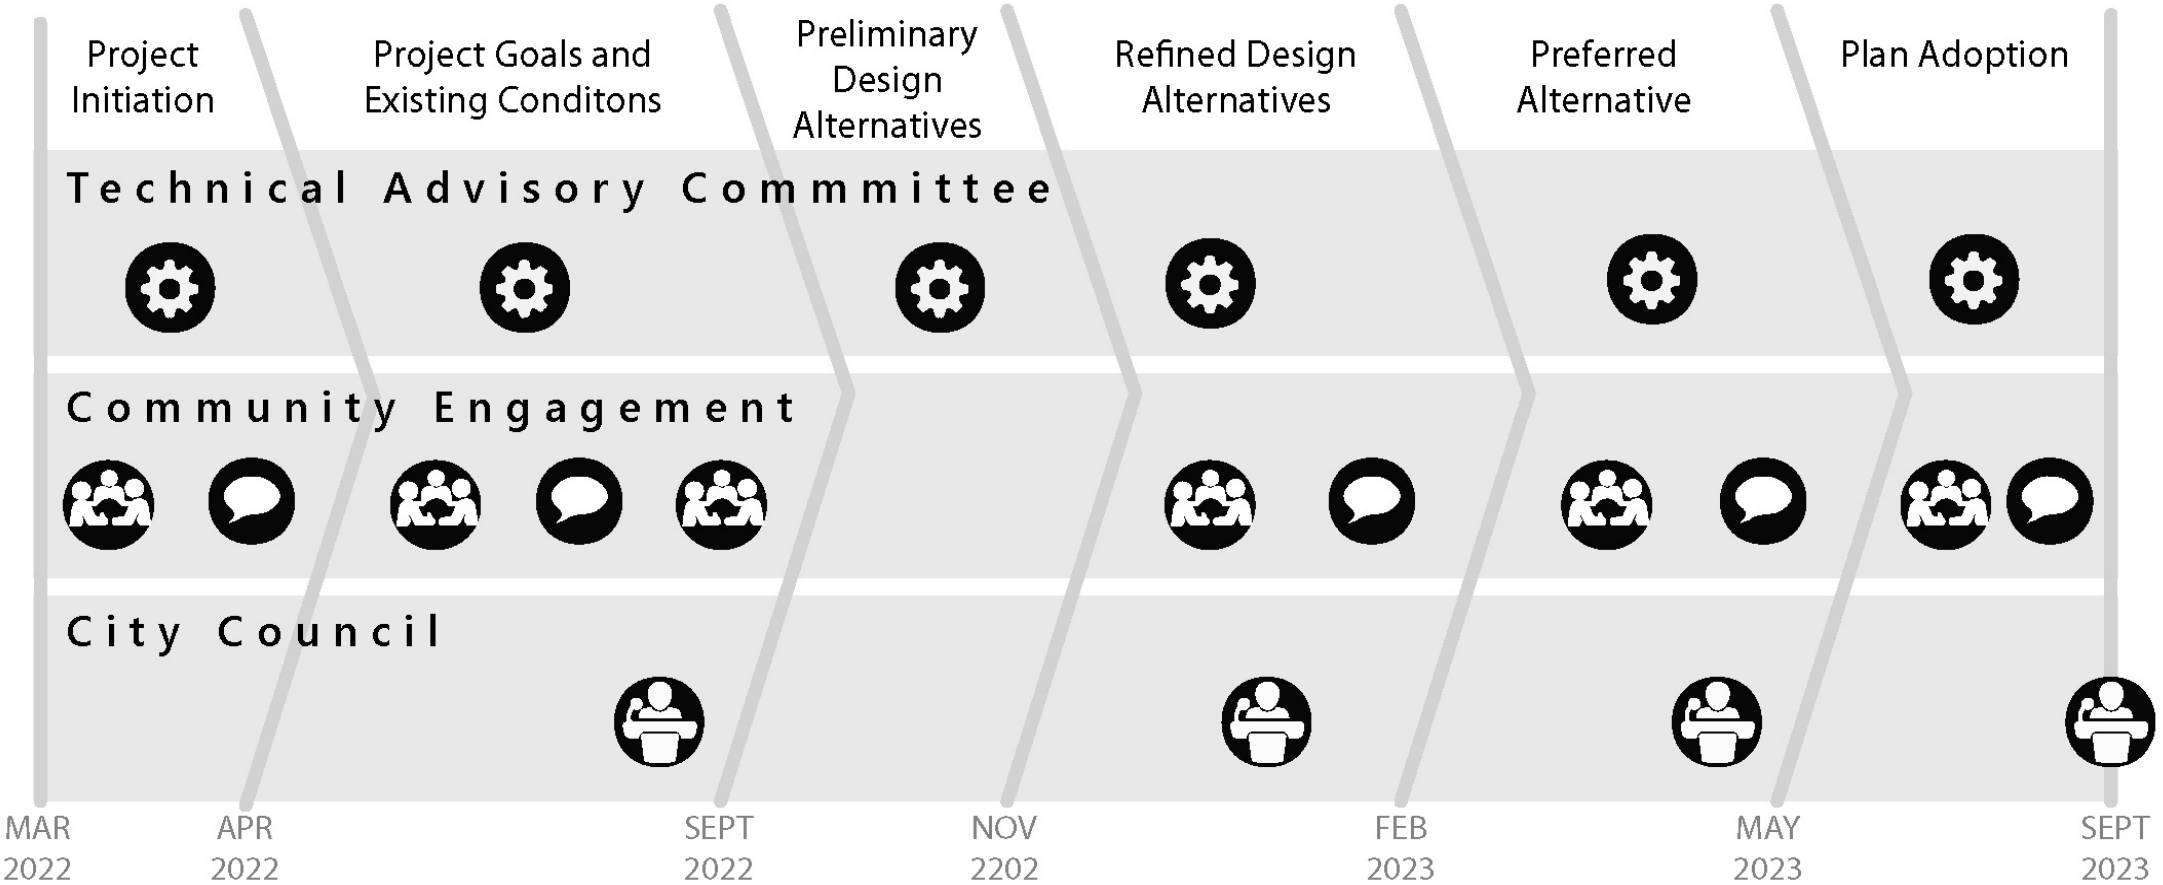 Project
Initiation
Project Goals and
Existing Conditons
Preliminary
Design
Alternatives
Refined Design
Alternatives
Preferred
Alternative
Plan Adoption
Technical Advisory Commmittee
Community Engagement
City Council
MAR
2022
APR
2022
SEPT
2022
NOV
2202
FEB
2023
MAY
2023
SEPT
2023